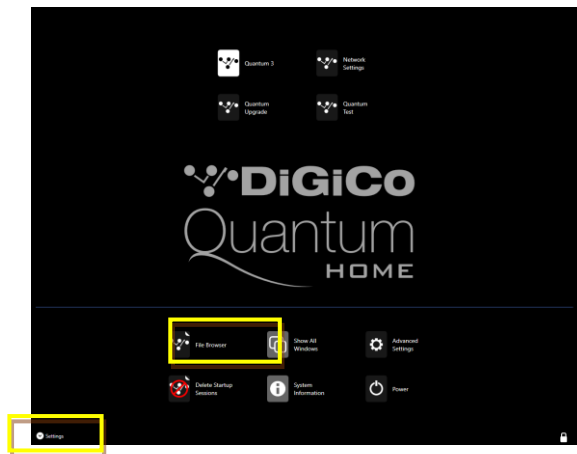 Quantum 3
Network
Settings
Quantum
Upgrade
Quantum
Test
DiGiCo
Quantum
HOME
File Browser
Show All
Windows
Advanced
Settings
Delete Startup
Sessions
System
Information
Power
Settings